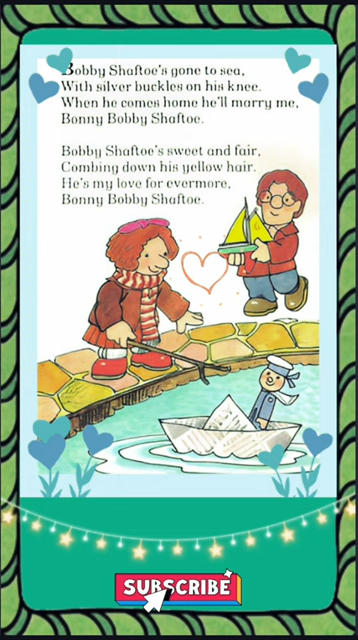 Bobby Shaftoe's gone to sea,
With silver buckles on his knee.
When he comes home he'll marry me,
Bonny Bobby Shaftoe.
Bobby Shaftoe's sweet and fair,
Combing down his yellow hair.
He's my love for evermore,
Bonny Bobby Shaftoe.
SUBSCRIBE